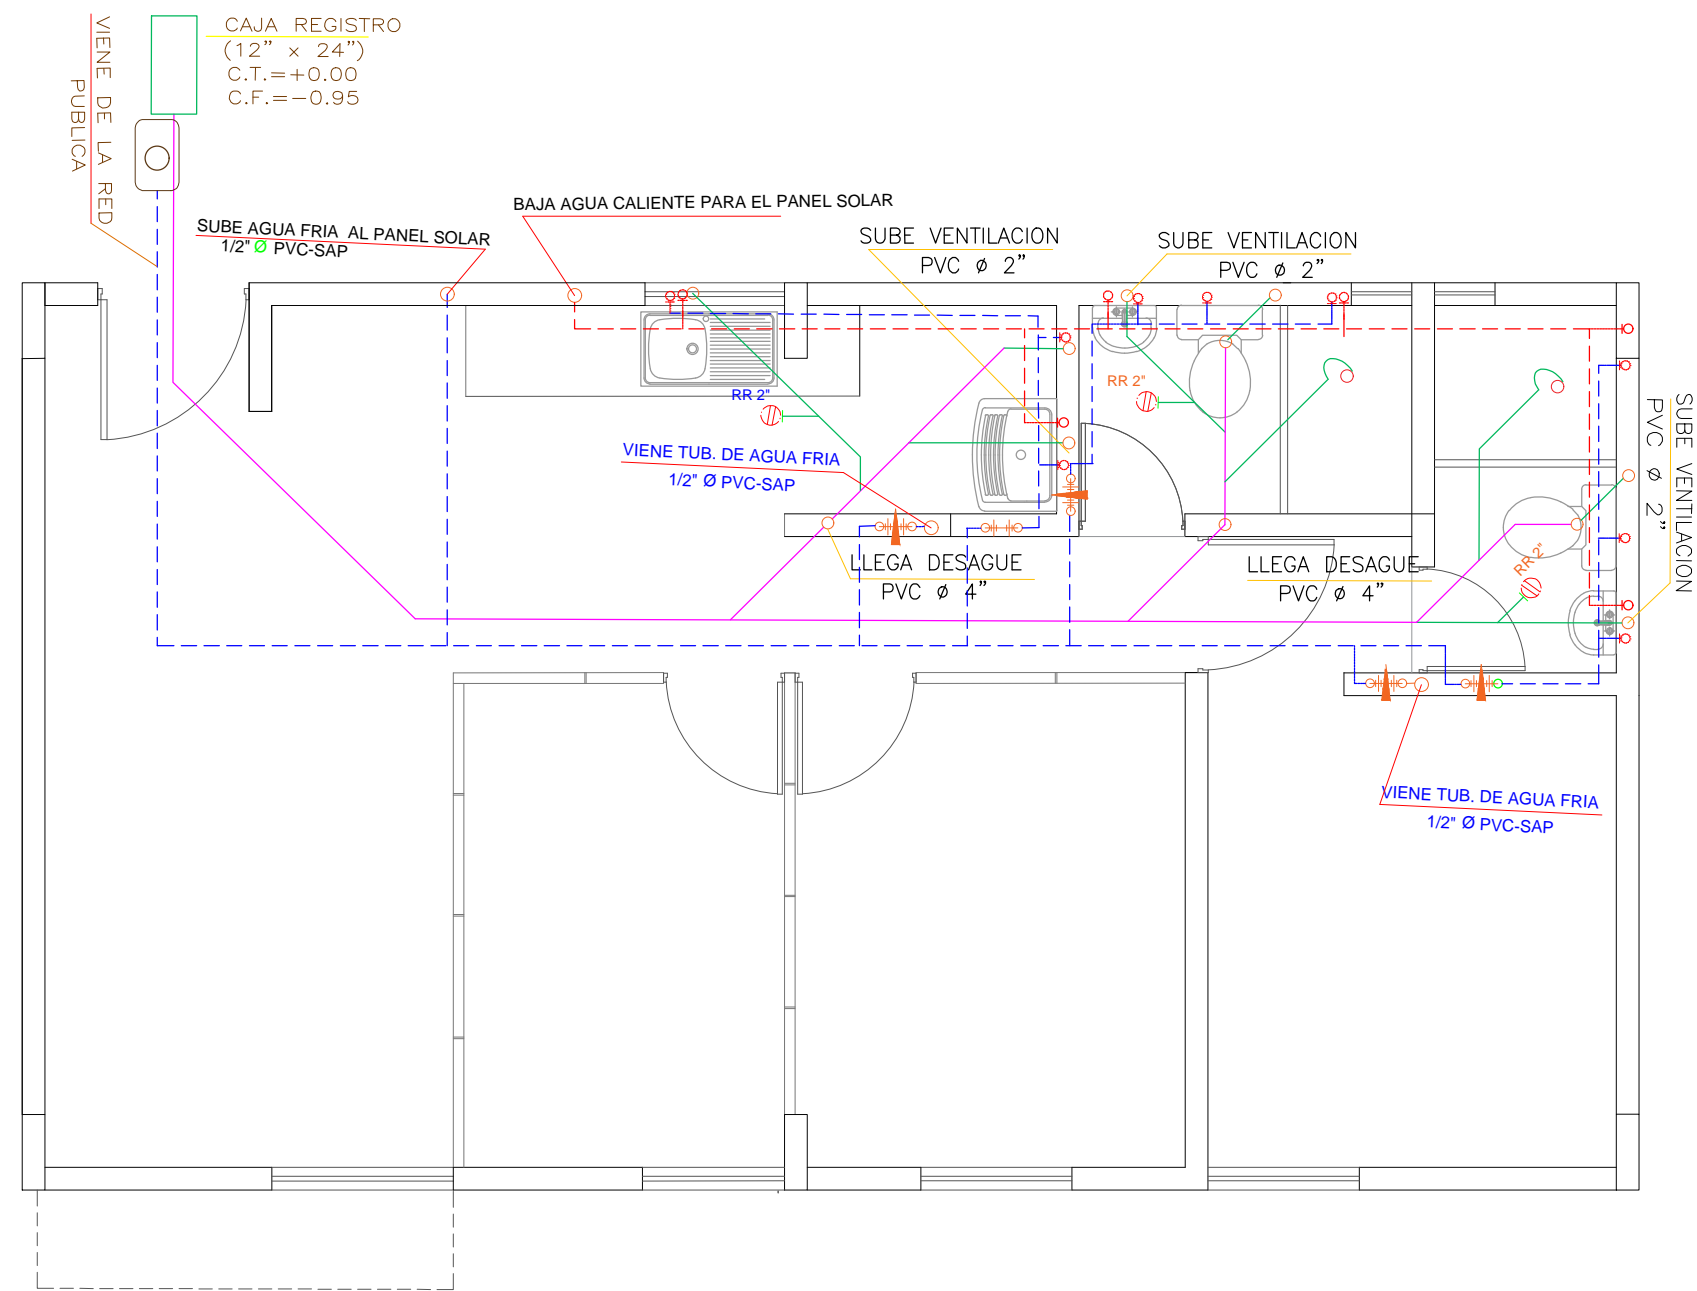 VIENE DE LA RED
PUBLICA
CAJA REGISTRO
(12” x 24”)
C.T.=+0.00
C.F.=−0.95
SUBE AGUA FRIA AL PANEL SOLAR
1/2" Ø PVC-SAP
BAJA AGUA CALIENTE PARA EL PANEL SOLAR
SUBE VENTILACION
PVC ø 2”
SUBE VENTILACION
PVC ø 2”
RR 2"
RR 2"
VIENE TUB. DE AGUA FRIA
1/2" Ø PVC-SAP
SUBE VENTILACION
PVC ø 2”
LLEGA DESAGUE
PVC ø 4”
LLEGA DESAGUE
PVC ø 4”
RR 2"
VIENE TUB. DE AGUA FRIA
1/2" Ø PVC-SAP